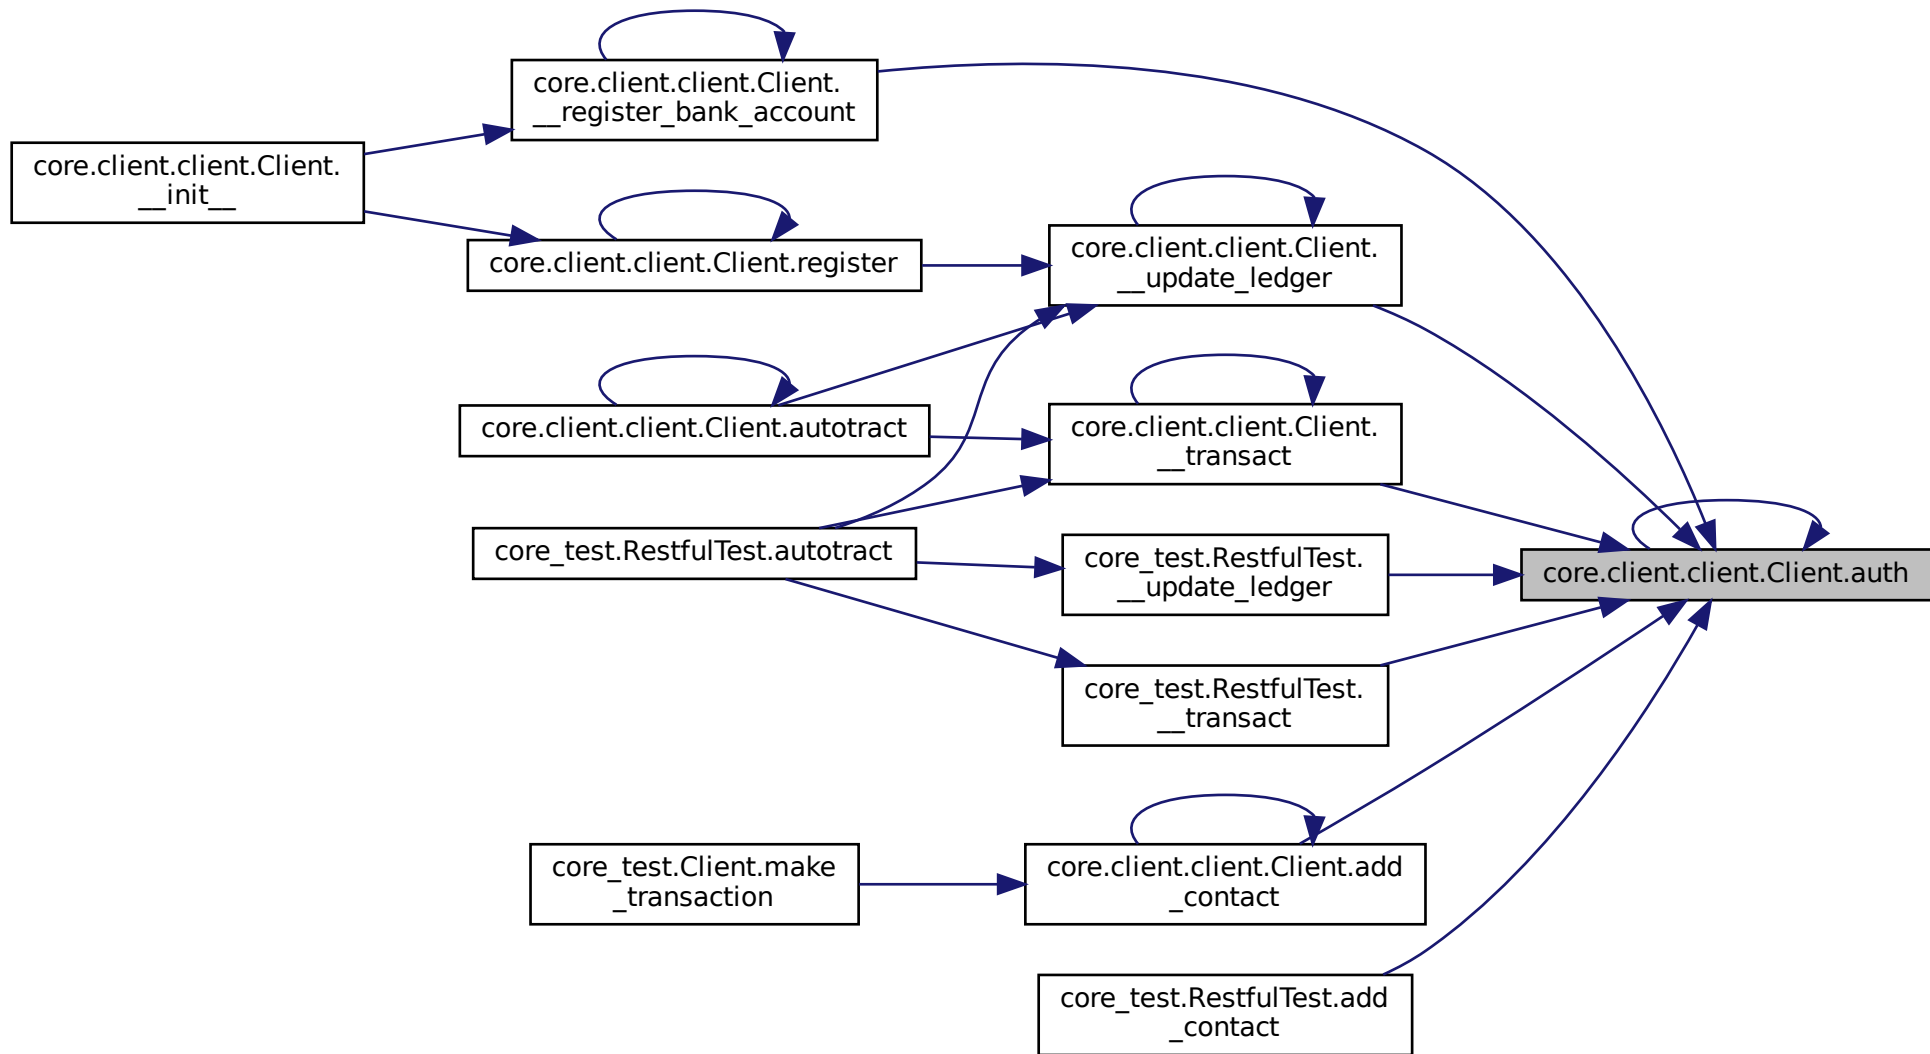 core.client.client.Client.
__register_bank_account
core.client.client.Client.
__init__
core.client.client.Client.register
core.client.client.Client.
__update_ledger
core.client.client.Client.autotract
core.client.client.Client.
__transact
core_test.RestfulTest.autotract
core_test.RestfulTest.
__update_ledger
core.client.client.Client.auth
core_test.RestfulTest.
__transact
core_test.Client.make
_transaction
core.client.client.Client.add
_contact
core_test.RestfulTest.add
_contact